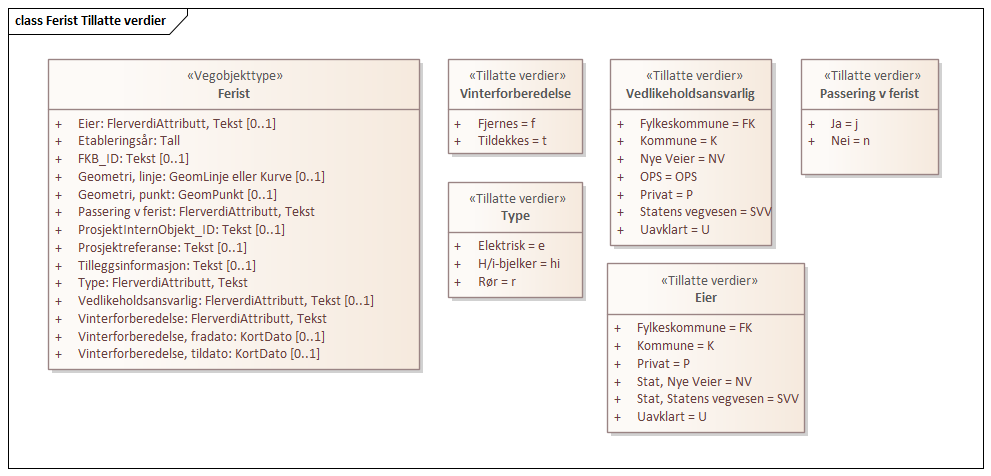 class Ferist Tillatte verdier
«Vegobjekttype»
Ferist
+ Eier: FlerverdiAttributt, Tekst [0..1]
+ Etableringsår: Tall
+ FKB_ID: Tekst [0..1]
+ Geometri, linje: GeomLinje eller Kurve [0..1]
+ Geometri, punkt: GeomPunkt [0..1]
+ Passering v ferist: FlerverdiAttributt, Tekst
+ ProsjektInternObjekt_ID: Tekst [0..1]
+ Prosjektreferanse: Tekst [0..1]
+ Tilleggsinformasjon: Tekst [0..1]
+ Type: FlerverdiAttributt, Tekst
+ Vedlikeholdsansvarlig: FlerverdiAttributt, Tekst [0..1]
+ Vinterforberedelse: FlerverdiAttributt, Tekst
+ Vinterforberedelse, fradato: KortDato [0..1]
+ Vinterforberedelse, tildato: KortDato [0..1]
«Tillatte verdier»
Vinterforberedelse
+ Fjernes = f
+ Tildekkes = t
«Tillatte verdier»
Type
+ Elektrisk = e
+ H/i-bjelker = hi
+ Rør = r
«Tillatte verdier»
Vedlikeholdsansvarlig
+ Fylkeskommune = FK
+ Kommune = K
+ Nye Veier = NV
+ OPS = OPS
+ Privat = P
+ Statens vegvesen = SVV
+ Uavklart = U
«Tillatte verdier»
Eier
+ Fylkeskommune = FK
+ Kommune = K
+ Privat = P
+ Stat, Nye Veier = NV
+ Stat, Statens vegvesen = SVV
+ Uavklart = U
«Tillatte verdier»
Passering v ferist
+ Ja = j
+ Nei = n